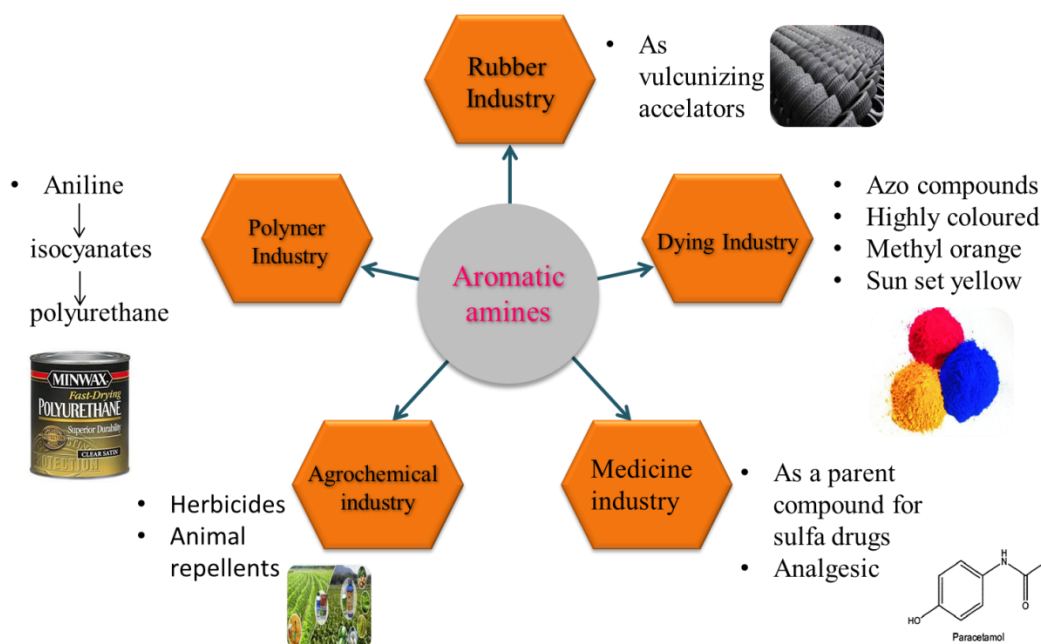 Rubber
Industry
• As
vulcunizing
accelators
• Aniline
isocyanates
polyurethane
Polymer
Industry
Aromatic
amines
Dying Industry
• Azo compounds
• Highly coloured
• Methyl orange
• Sun set yellow
MINWAX
Fast-Drying
POLYURETHANE
Superior Durability
CLEAR SATIN
Agrochemical
industry
• Herbicides
• Animal
repellents
Medicine
industry
• As a parent
compound for
sulfa drugs
• Analgesic
H
N
O
HO
Paracetamol